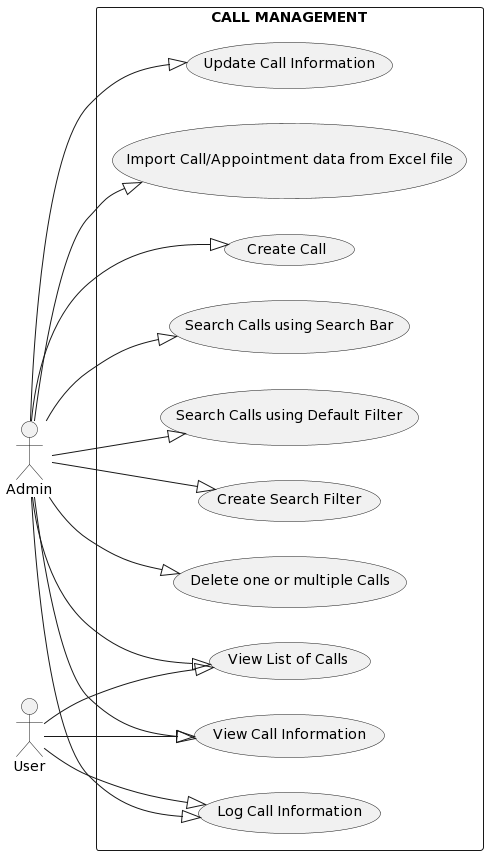 CALL MANAGEMENT
Update Call Information
Import Call/Appointment data from Excel file
Create Call
Search Calls using Search Bar
Search Calls using Default Filter
Admin
Create Search Filter
Delete one or multiple Calls
View List of Calls
View Call Information
User
Log Call Information